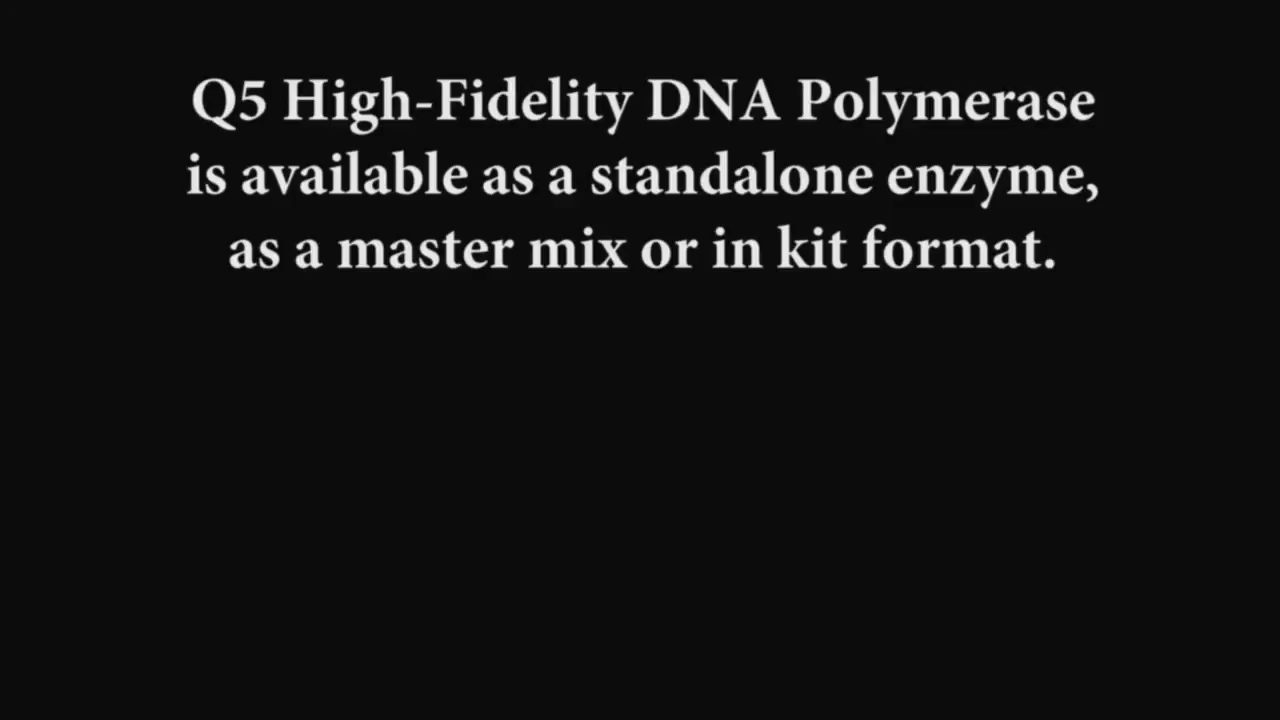 Q5 High-Fidelity DNA Polymerase
is available as a standalone enzyme,
as a master mix or in kit format.